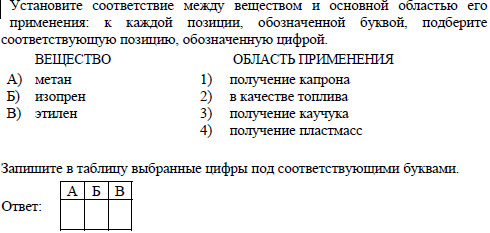 Установите соответствие между веществом и основной областью его
применения: к каждой позиции, обозначенной буквой, подберите
соответствующую позицию, обозначенную цифрой.
ВЕЩЕСТВО ОБЛАСТЬ ПРИМЕНЕНИЯ
А) метан 1) получение капрона
Б) изопрен 2) в качестве топлива
В) этилен 3) получение каучука
4) получение пластмасс
Запишите в таблицу выбранные цифры под соответствующими буквами.
А Б В
Ответ: